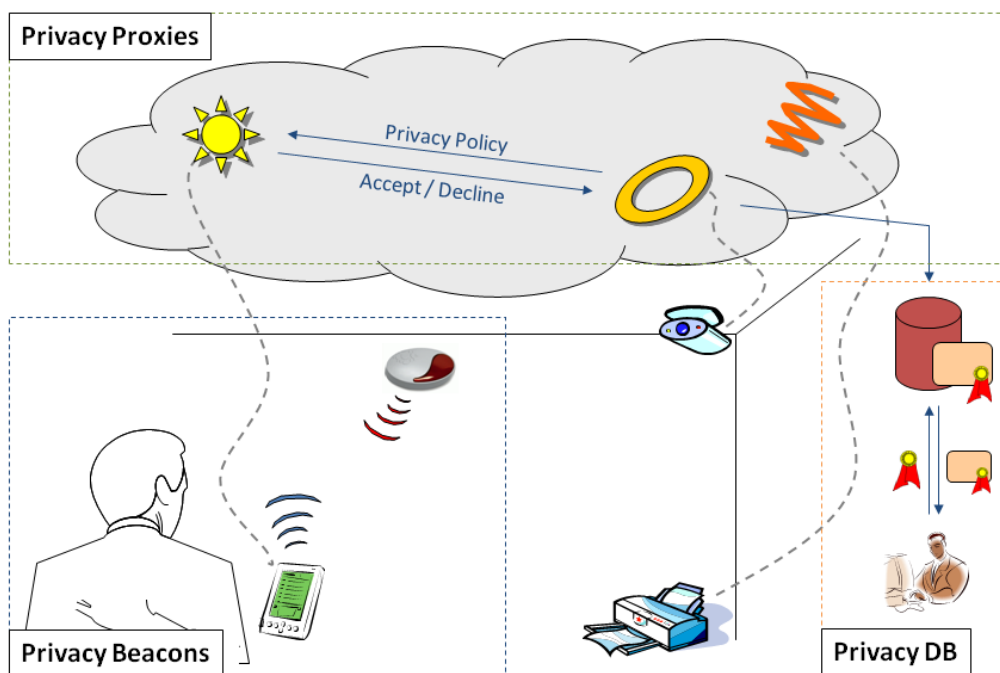 Privacy Proxies
Privacy Policy
Accept / Decline
Privacy Beacons
Privacy DB